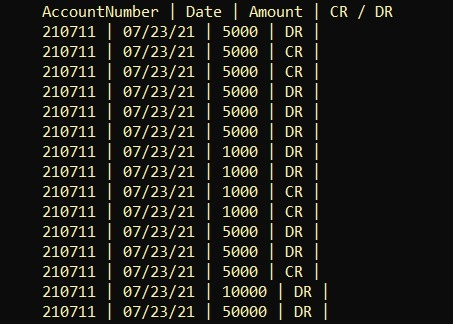 AccountNumber | Date | Amount | CR / DR
210711 | 07/23/21 | 5000 | DR |
210711 | 07/23/21 | 5000 | CR |
210711 | 07/23/21 | 5000 | CR |
210711 | 07/23/21 | 5000 | DR |
210711 | 07/23/21 | 5000 | DR |
210711 | 07/23/21 | 5000 | DR |
210711 | 07/23/21 | 1000 | DR |
210711 | 07/23/21 | 1000 | DR |
210711 | 07/23/21 | 1000 | CR |
210711 | 07/23/21 | 1000 | CR |
210711 | 07/23/21 | 5000 | DR |
210711 | 07/23/21 | 5000 | DR |
210711 | 07/23/21 | 5000 | CR |
210711 | 07/23/21 | 10000 | DR |
210711 | 07/23/21 | 50000 | DR |